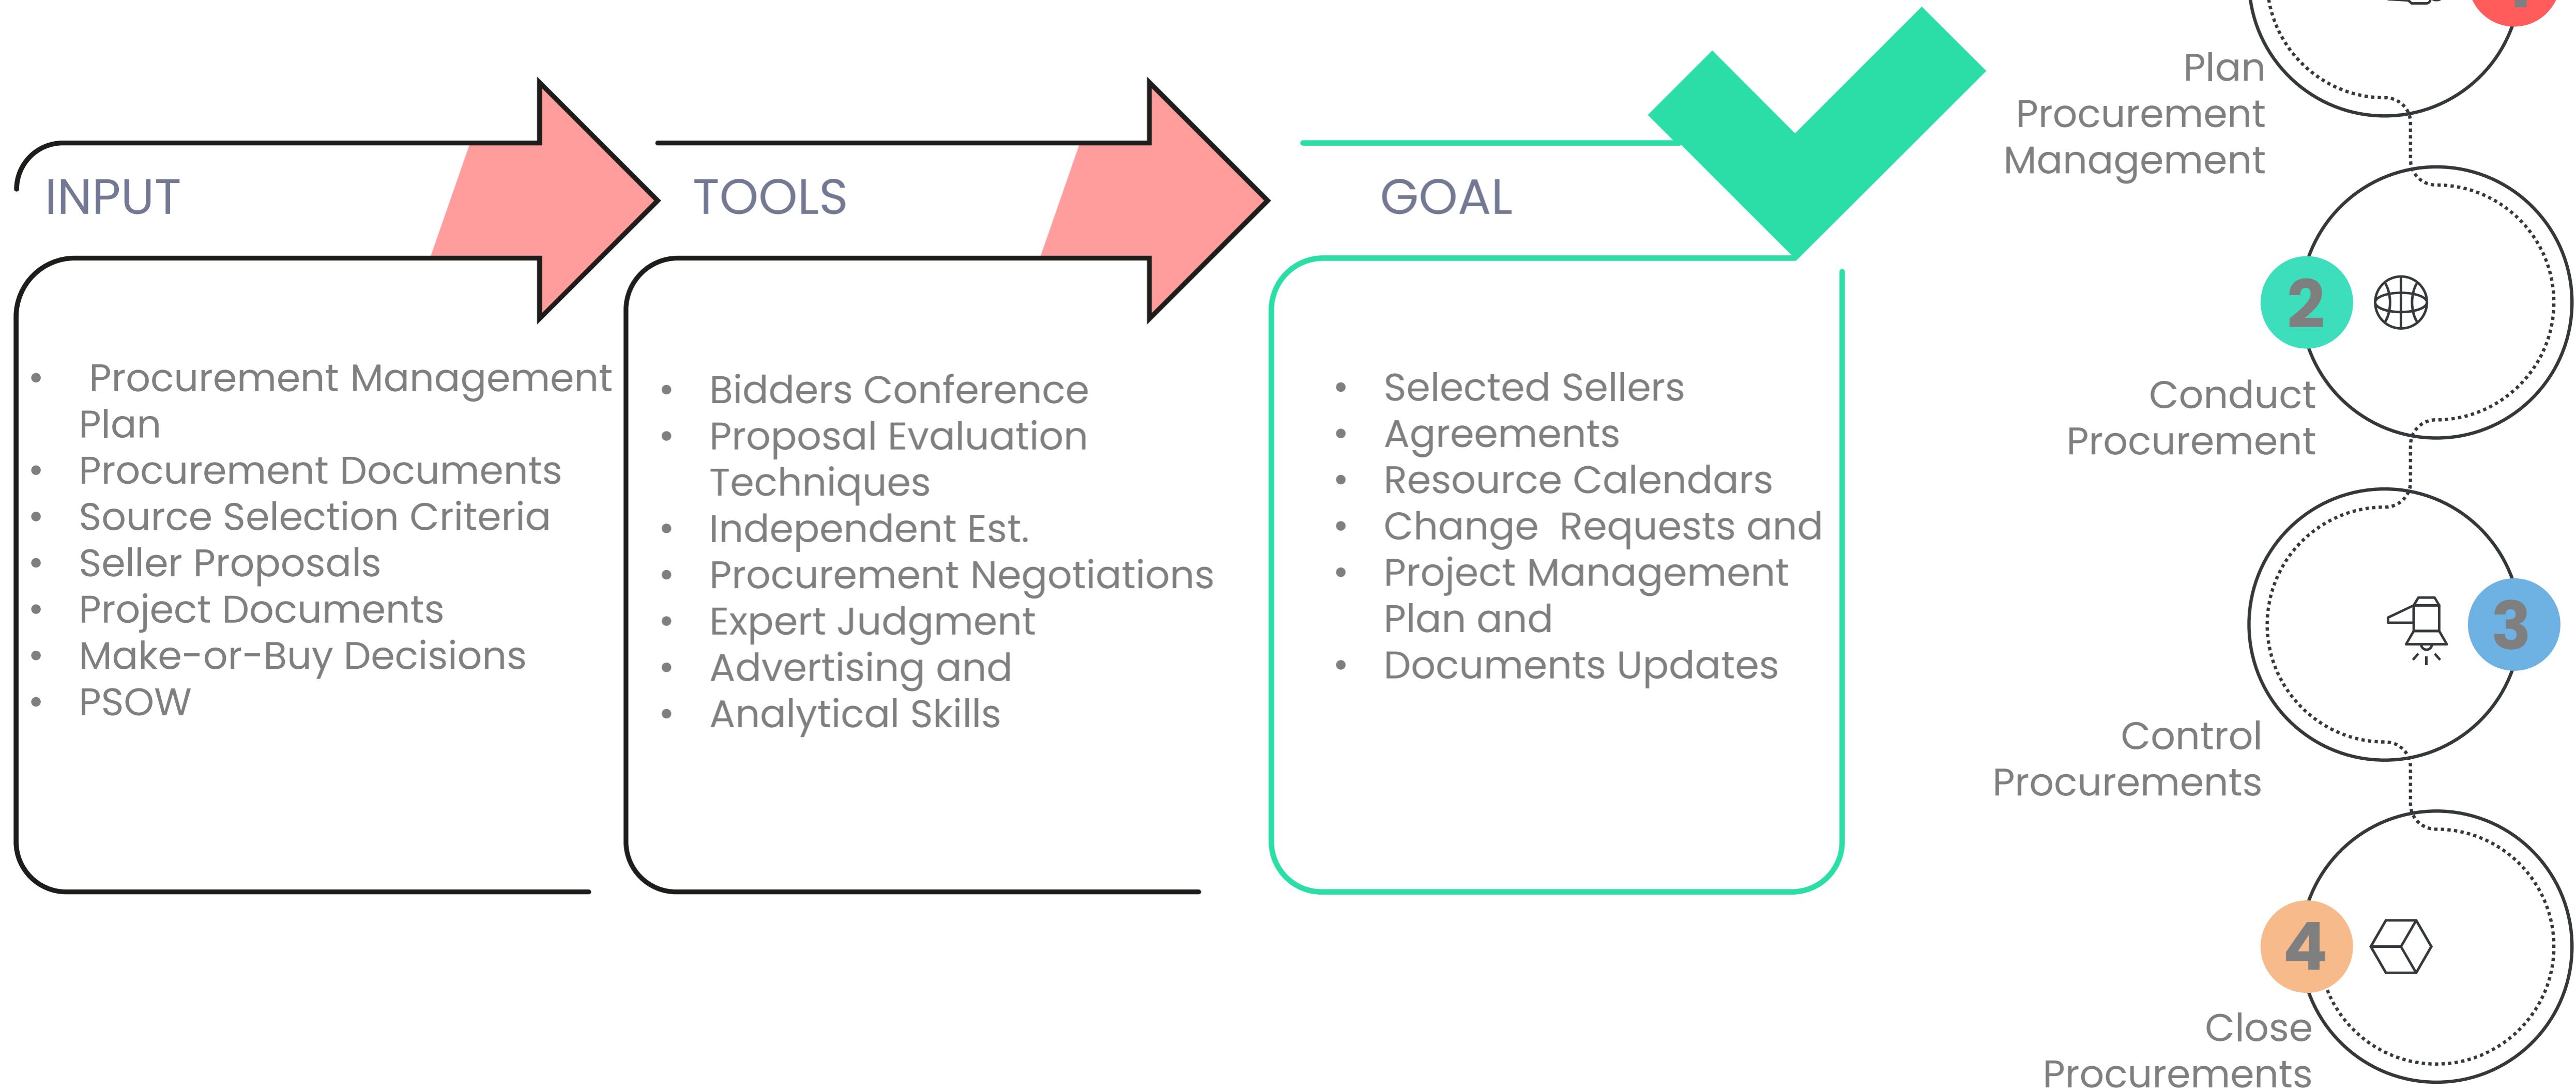 INPUT
• Procurement Management
Plan
• Procurement Documents
• Source Selection Criteria
• Seller Proposals
• Project Documents
• Make-or-Buy Decisions
• PSOW
TOOLS
• Bidders Conference
• Proposal Evaluation
Techniques
• Independent Est.
• Procurement Negotiations
• Expert Judgment
• Advertising and
• Analytical Skills
GOAL
• Selected Sellers
• Agreements
• Resource Calendars
• Change  Requests and
• Project Management
Plan and
• Documents Updates
Plan
Procurement
Management
2
Conduct
Procurement
3
Control
Procurements
4
Close
Procurements